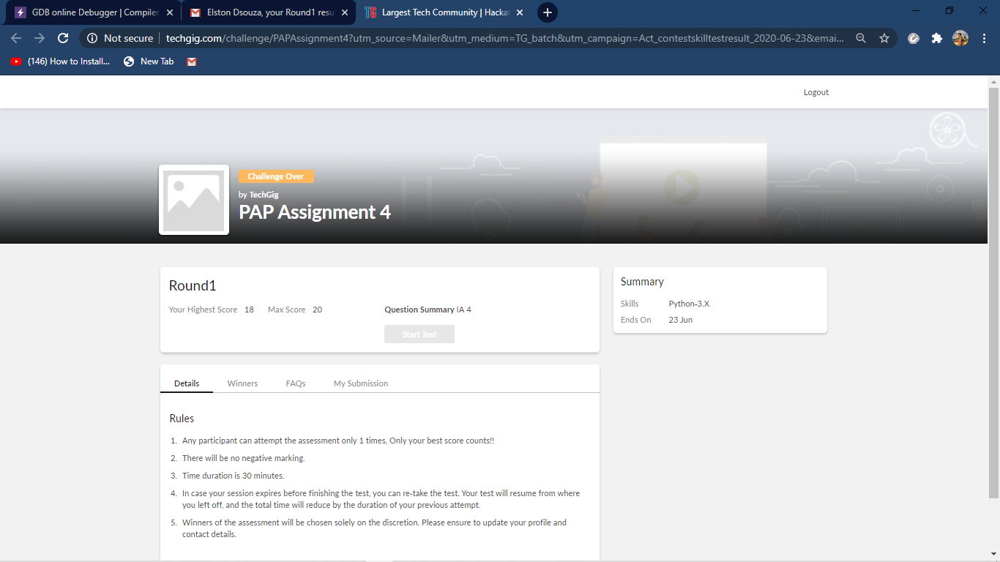 GDB online Debugger | Compiler
Elston Dsouza, your Round1 resu
TG Largest Tech Community | Hacka
Not secure | techgig.com/challenge/PAPAssignment4?utm_source=Mailer&utm_medium=TG_batch&utm_campaign=Act_contestskilltestresult_2020-06-23&emai...
(146) How to Install...
New Tab
Logout
Challenge Over
by TechGig
PAP Assignment 4
Round1
Your Highest Score 18 Max Score 20
Question Summary IA 4
Start Test
Summary
Skills Python-3.X
Ends On 23 Jun
Details Winners FAQs My Submission
Rules
1. Any participant can attempt the assessment only 1 times, Only your best score counts!!
2. There will be no negative marking.
3. Time duration is 30 minutes.
4. In case your session expires before finishing the test, you can re-take the test. Your test will resume from where
you left off, and the total time will reduce by the duration of your previous attempt.
5. Winners of the assessment will be chosen solely on the discretion. Please ensure to update your profile and
contact details.